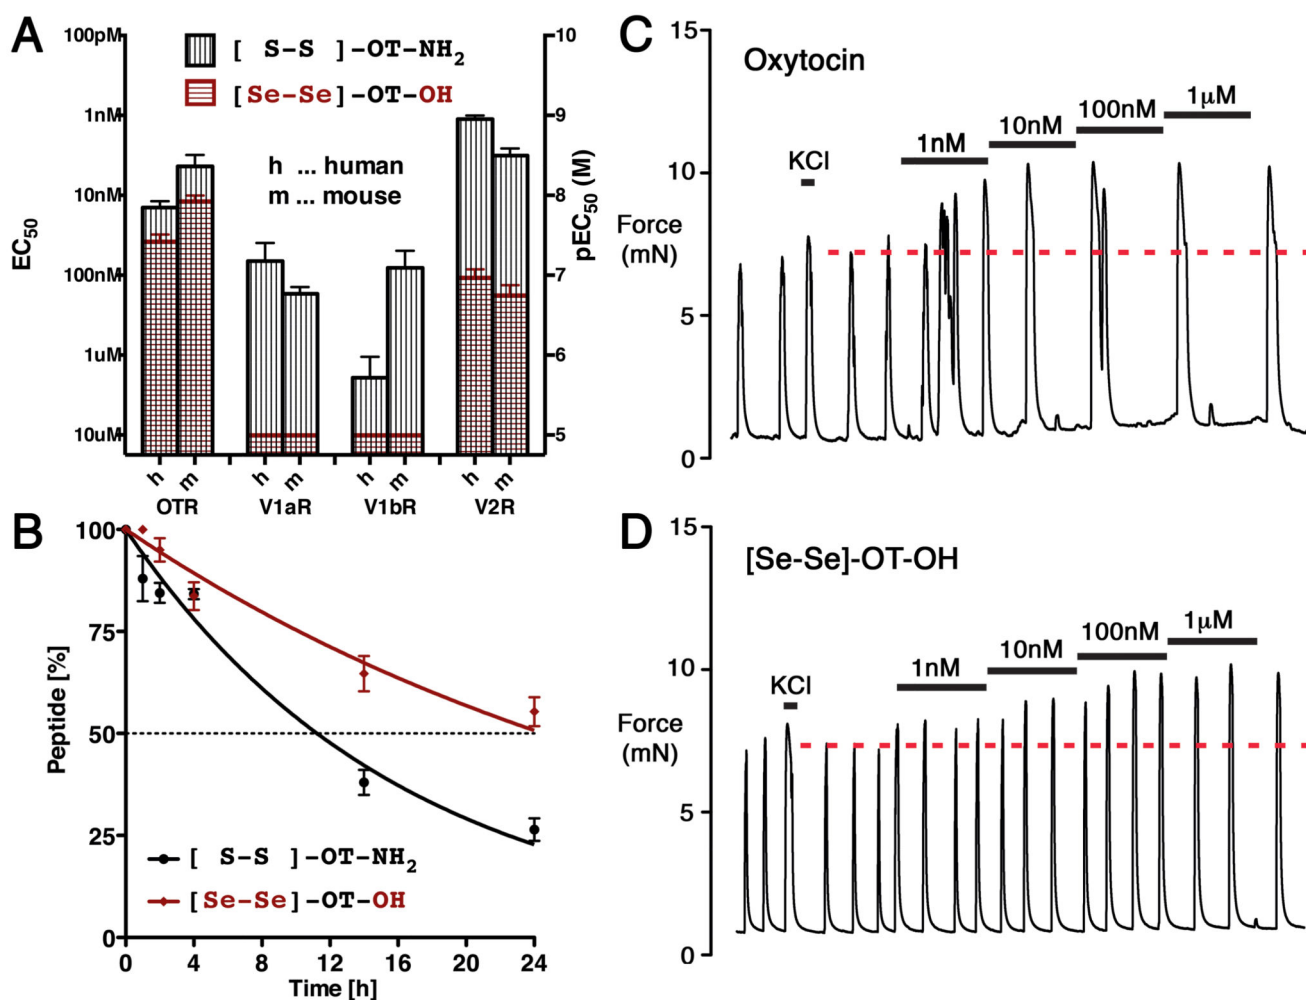 A
100pM
1nM
10nM
100nM
1uM
10uM
EC50
[ S-S ]-OT-NH2
[Se-Se]-OT-OH
h ... human
m ... mouse
10
9
8
7
6
5
pEC50 (M)
h m h m h m h m
OTR V1aR V1bR V2R
B
100
75
50
25
0
Peptide [%]
[ S-S ]-OT-NH2
[Se-Se]-OT-OH
0 4 8 12 16 20 24
Time [h]
C
15
10
5
0
Force
(mN)
Oxytocin
KCl
1nM
10nM
100nM
1μM
D
15
10
5
0
Force
(mN)
[Se-Se]-OT-OH
KCl
1nM
10nM
100nM
1μM